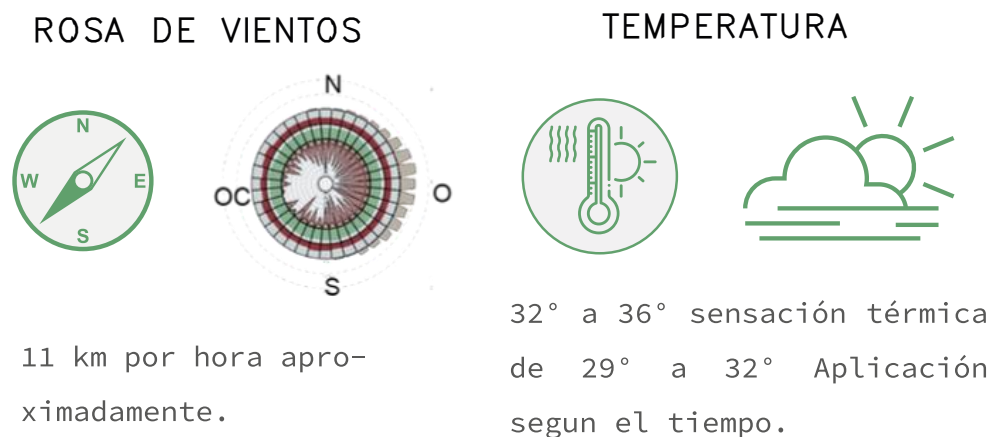 ROSA DE VIENTOS
N
W
E
S
N
OC
O
S
11 km por hora apro-
ximadamente.
TEMPERATURA
32° a 36° sensación térmica
de 29° a 32° Aplicación
segun el tiempo.